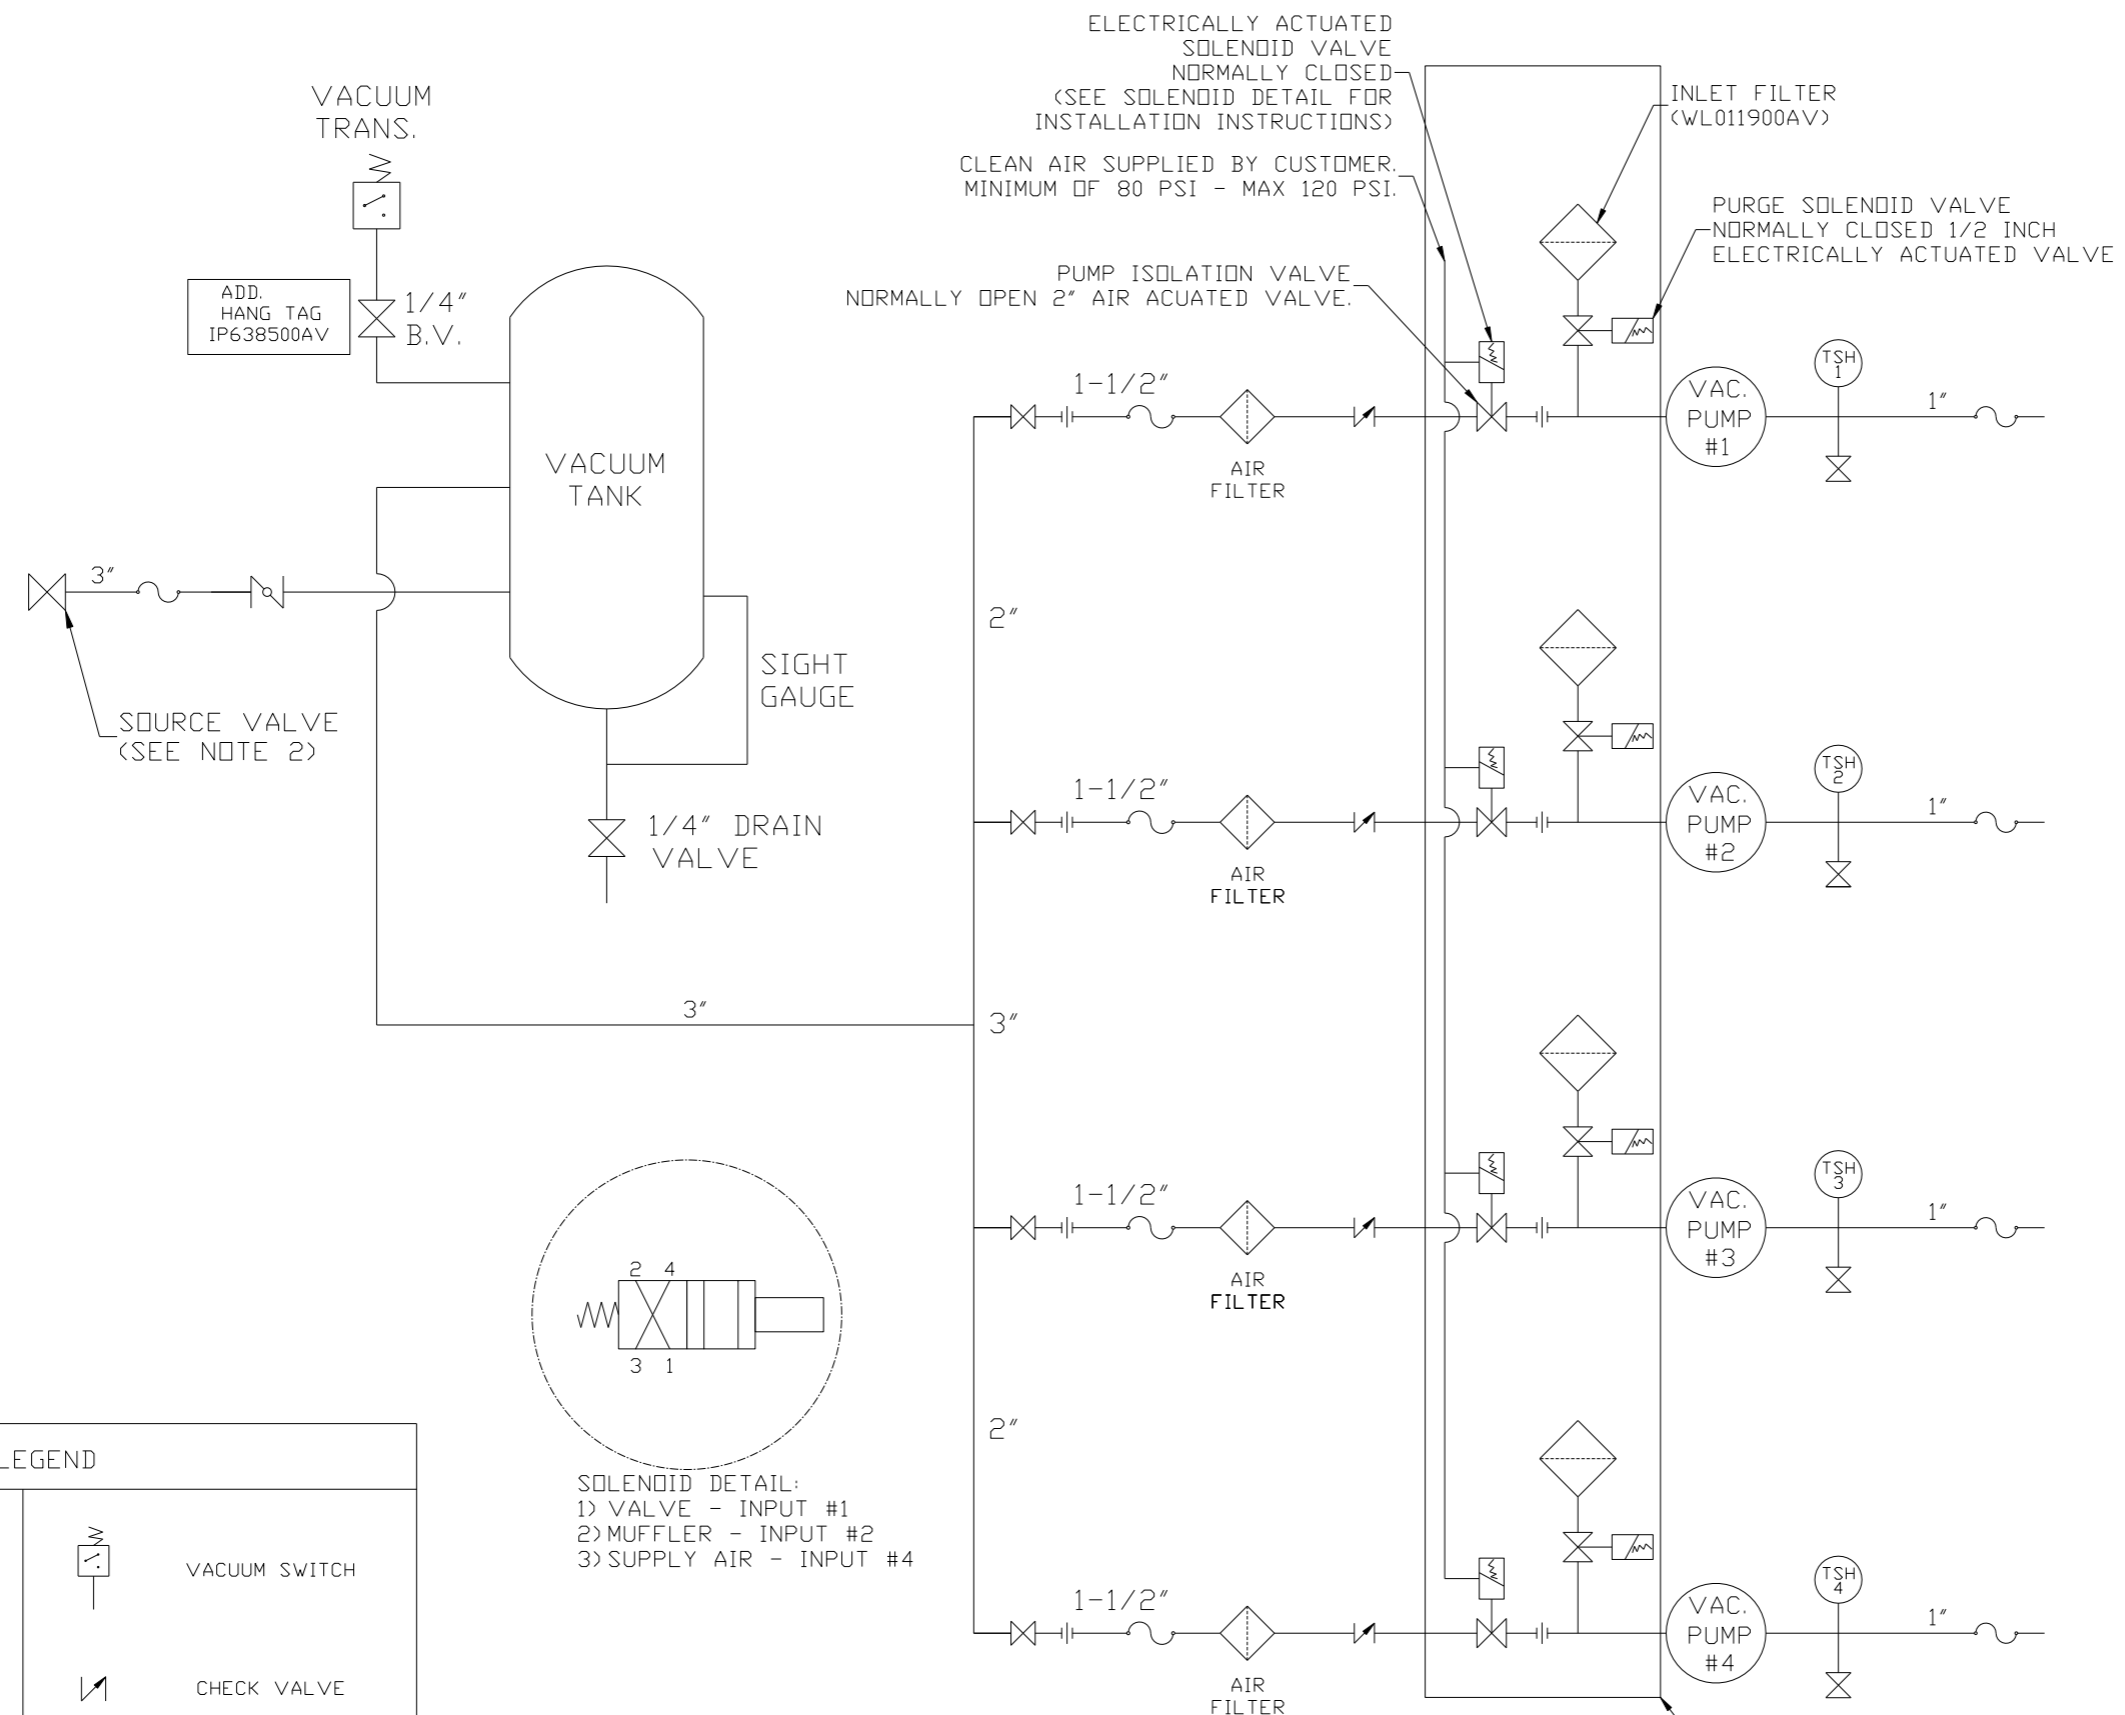 ELECTRICALLY ACTUATED
SOLENOID VALVE
NORMALLY CLOSED
(SEE SOLENOID DETAIL FOR
INSTALLATION INSTRUCTIONS)
CLEAN AIR SUPPLIED BY CUSTOMER.
MINIMUM OF 80 PSI - MAX 120 PSI.
PUMP ISOLATION VALVE
NORMALLY OPEN 2" AIR ACUATED VALVE.
INLET FILTER
(WL011900AV)
PURGE SOLENOID VALVE
NORMALLY CLOSED 1/2 INCH
ELECTRICALLY ACTUATED VALVE
VACUUM
TRANS.
ADD.
HANG TAG
IP638500AV
1/4"
B.V.
VACUUM
TANK
3"
SOURCE VALVE
(SEE NOTE 2)
SIGHT
GAUGE
1/4" DRAIN
VALVE
3"
2"
3"
2"
1-1/2"
AIR
FILTER
VAC.
PUMP
#1
TSH
1
1"
1-1/2"
AIR
FILTER
VAC.
PUMP
#2
TSH
2
1"
1-1/2"
AIR
FILTER
VAC.
PUMP
#3
TSH
3
1"
1-1/2"
AIR
FILTER
VAC.
PUMP
#4
TSH
4
1"
2 4
3 1
SOLENOID DETAIL:
1) VALVE - INPUT #1
2) MUFFLER - INPUT #2
3) SUPPLY AIR - INPUT #4
LEGEND
VACUUM SWITCH
CHECK VALVE